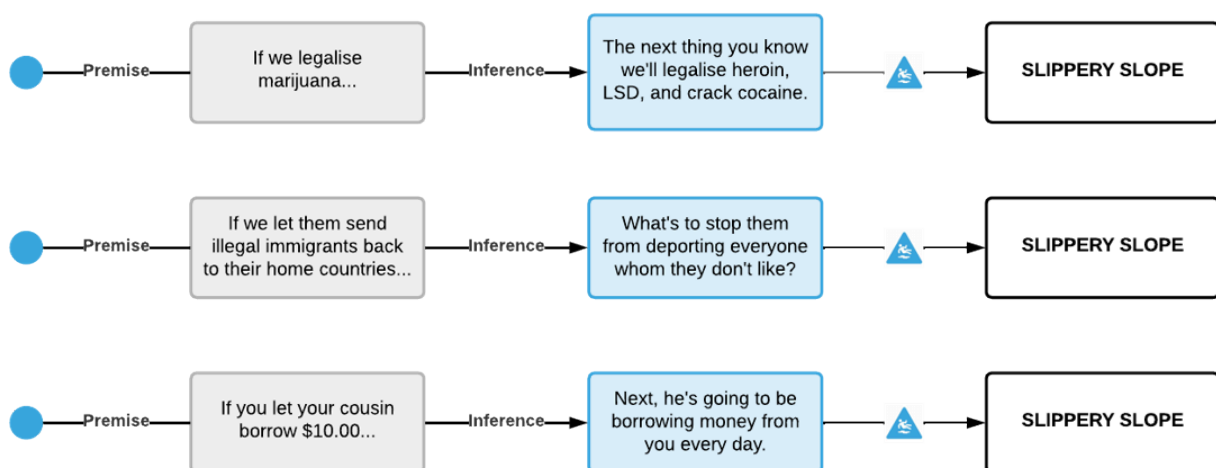 Premise
If we legalise
marijuana...
Inference
The next thing you know
we'll legalise heroin,
LSD, and crack cocaine.
SLIPPERY SLOPE
Premise
If we let them send
illegal immigrants back
to their home countries...
Inference
What's to stop them
from deporting everyone
whom they don't like?
SLIPPERY SLOPE
Premise
If you let your cousin
borrow $10.00...
Inference
Next, he's going to be
borrowing money from
you every day.
SLIPPERY SLOPE